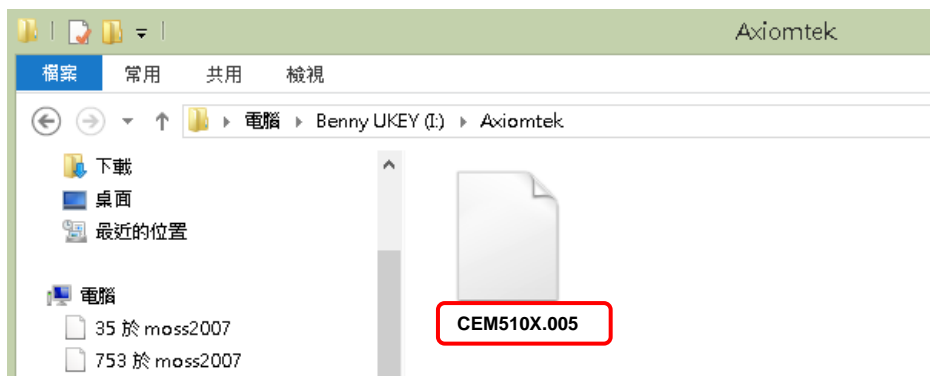 Axiomtek
檔案 常用 共用 檢視
電腦 Benny UKEY (I:) Axiomtek
下載
桌面
最近的位置
電腦
35 於 moss2007
753 於 moss2007
CEM510X.005